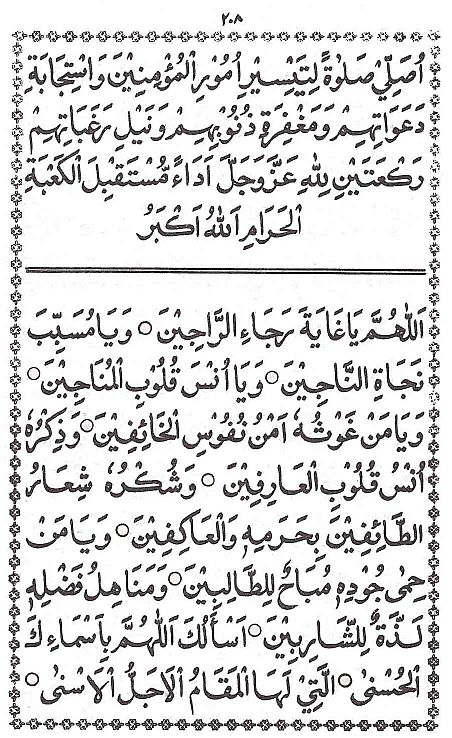 ٢٠٨
اُصَلِّيْ صَلٰوةً لِتَيْسِيْرِ اُمُوْرِ الْمُؤْمِنِيْنَ وَاسْتِجَابَةِ
دَعَوَاتِهِمْ وَمَغْفِرَةِ ذُنُوْبِهِمْ وَنَيْلِ رَغَبَاتِهِمْ
رَكْعَتَيْنِ لِلّٰهِ عَزَّ وَجَلَّ اَدَاءً مُّسْتَقْبِلَ الْكَعْبَةِ
الْحَرَامِ اَللّٰهُ اَكْبَرُ
اَللّٰهُمَّ يَا غَايَةَ رَجَاءِ الرَّاجِيْنَ ○ وَيَا مُسَبِّبَ
نَجَاةِ النَّاجِيْنَ ○ وَيَا اُنْسَ قُلُوْبِ الْمُنَاجِيْنَ ○
وَيَا مَنْ غَوْثُهٗ اَمْنُ نُفُوْسِ الْخَائِفِيْنَ ○ وَذِكْرُهٗ
اُنْسُ قُلُوْبِ الْعَارِفِيْنَ ○ وَشُكْرُهٗ شِعَارُ
الطَّائِفِيْنَ بِحَرَمِهٖ وَالْعَاكِفِيْنَ ○ وَيَا مَنْ
حِمٰى جُوْدِهٖ مُبَاحٌ لِلطَّالِبِيْنَ ○ وَمَنَاهِلُ فَضْلِهٖ
لَذَّةٌ لِلشَّارِبِيْنَ ○ اَسْأَلُكَ اَللّٰهُمَّ بِاَسْمَاءِكَ
الْحُسْنٰى ○ الَّتِيْ لَهَا الْمَقَامُ الْاَجَلُّ الْاَسْنٰى ○